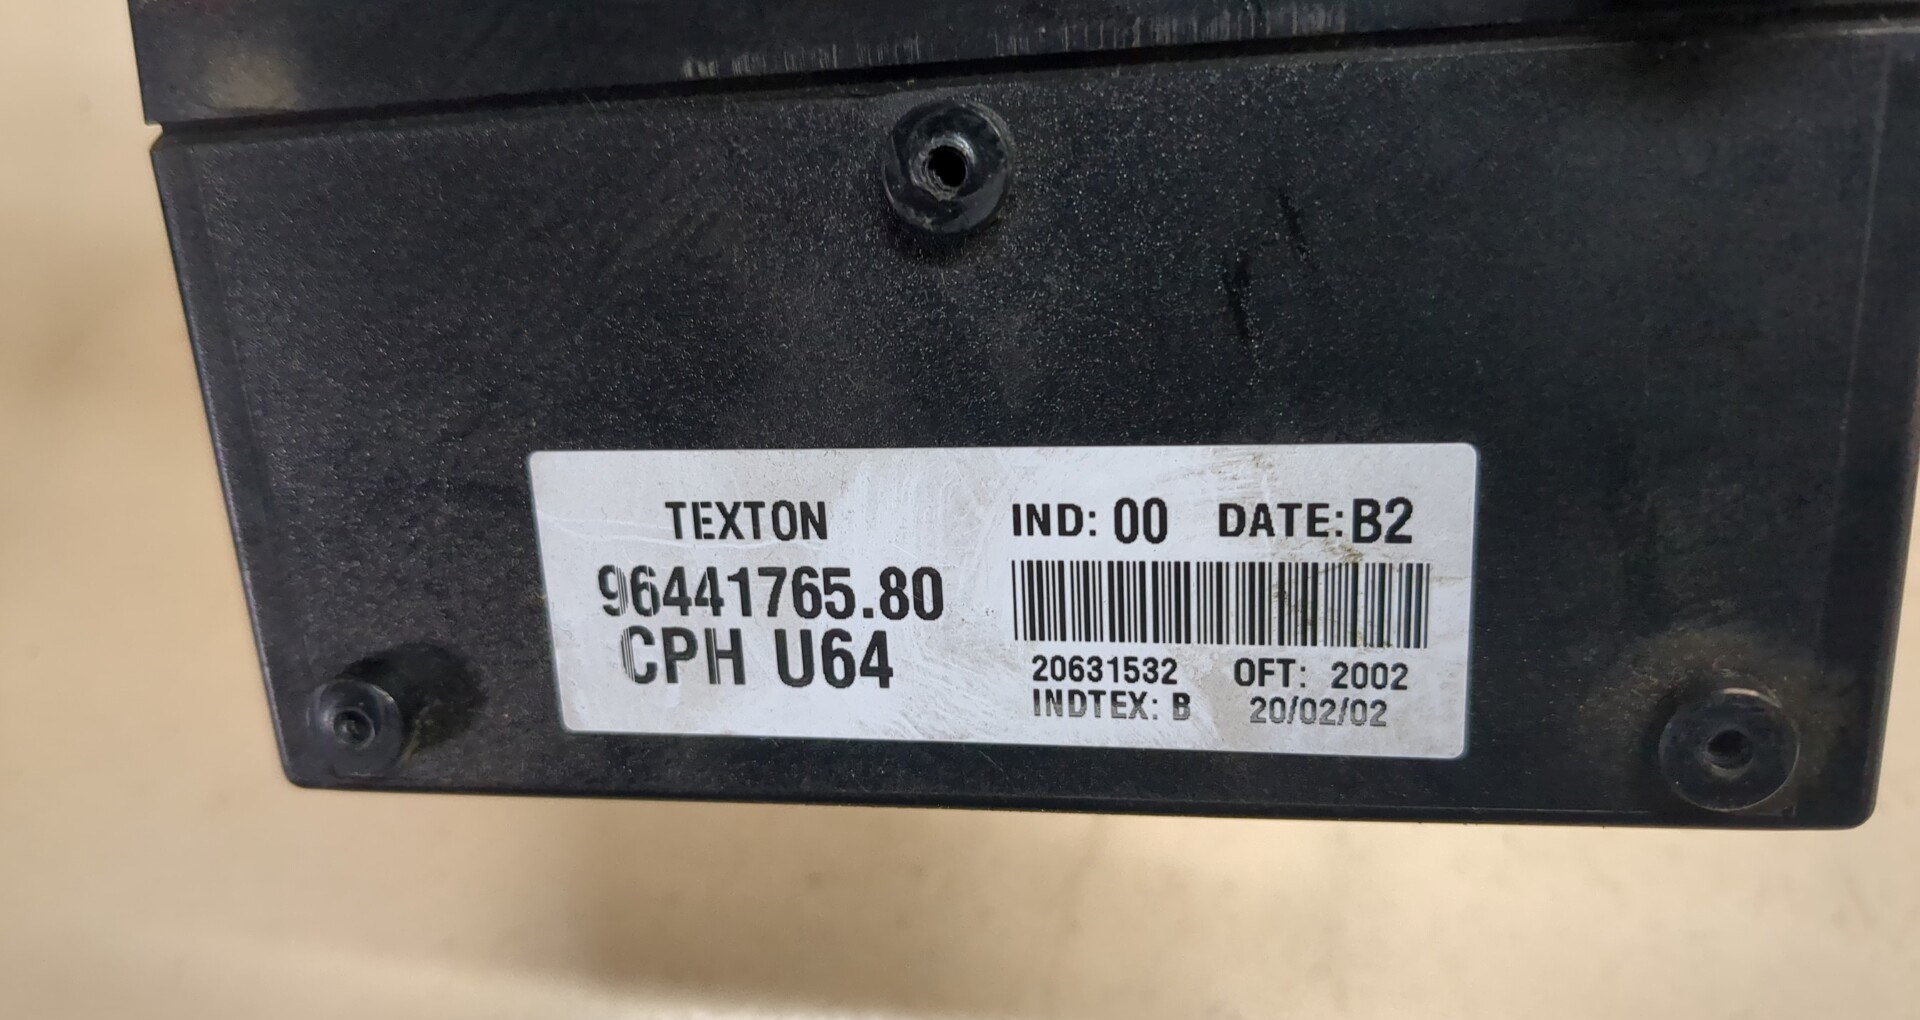 TEXTON
96441765.80
CPH U64
IND: 00 DATE: B2
20631532 OFT: 2002
INDTEX: B 20/02/02